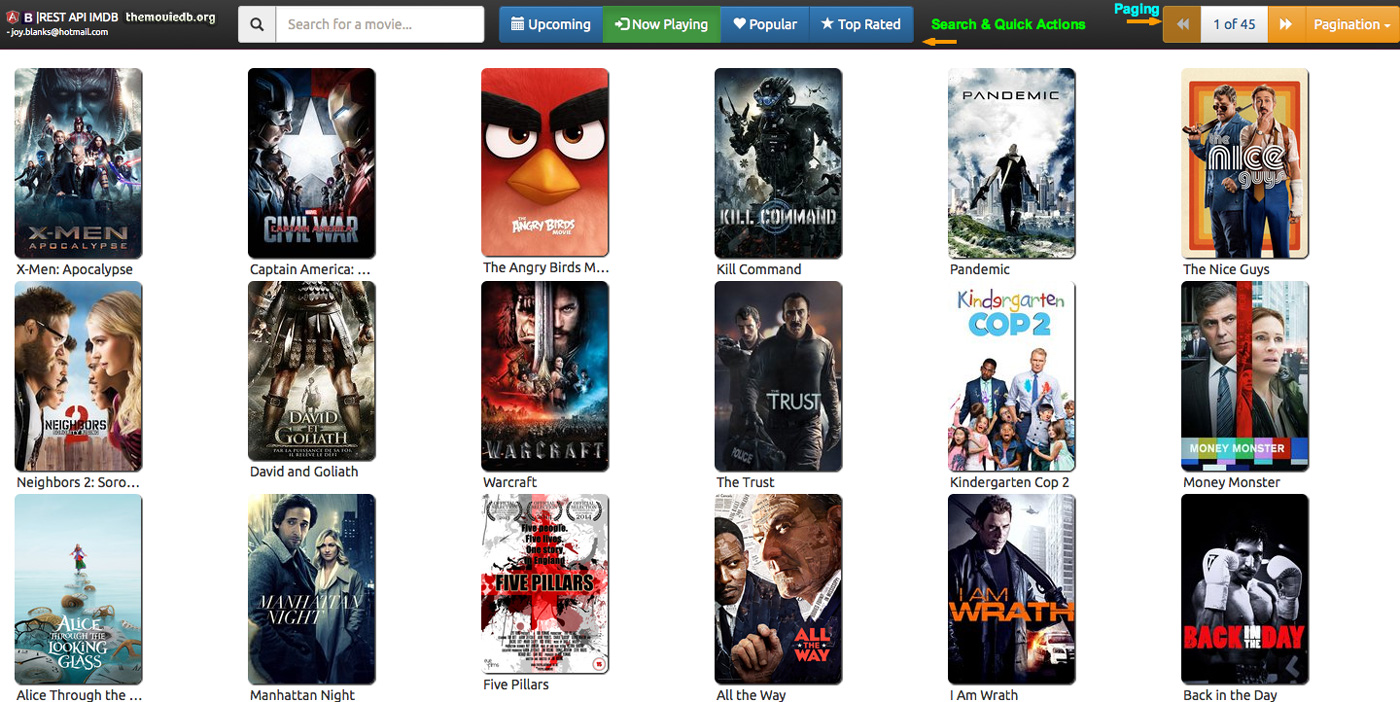 B |REST API IMDB themoviedb.org
- joy.blanks@hotmail.com
Search for a movie...
Upcoming
Now Playing
Popular
Top Rated
Search & Quick Actions
Paging
1 of 45
Pagination
X-MEN
APOCALYPSE
MARVEL
CAPTAIN AMERICA
CIVIL WAR
THE
ANGRY BIRDS
MOVIE
KILL COMMAND
PANDEMIC
the
nice
guys
X-Men: Apocalypse
Captain America: ...
The Angry Birds M...
Kill Command
Pandemic
The Nice Guys
NEIGHBORS
2
DAVID
ET
GOLIATH
PAR LA PUISSANCE DE SA FOI,
IL RELÈVE LE DÉFI
WARCRAFT
THE
TRUST
POLICE
Kindergarten
COP 2
MONEY MONSTER
Neighbors 2: Soro...
David and Goliath
Warcraft
The Trust
Kindergarten Cop 2
Money Monster
ALICE
THROUGH THE
LOOKING
GLASS
MANHATTAN
NIGHT
OFFICIAL
SELECTION
2014
Five people.
Five lives.
One story,
in England
FIVE PILLARS
15
ALL
THE
WAY
I AM
WRATH
BACK IN THE DAY
Alice Through the ...
Manhattan Night
Five Pillars
All the Way
I Am Wrath
Back in the Day